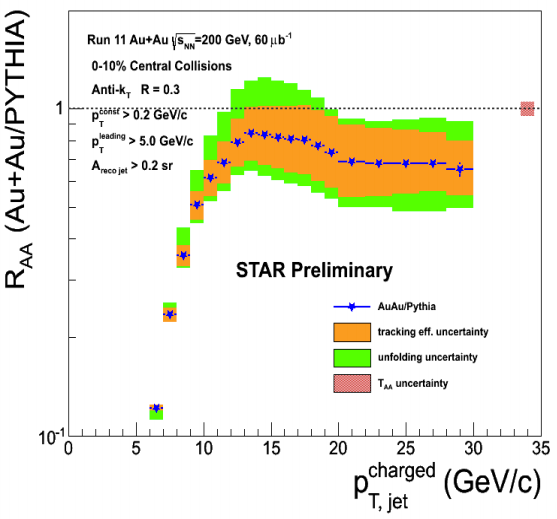 Run 11 Au+Au √sNN=200 GeV, 60 μb-1
0-10% Central Collisions
Anti-kT R = 0.3
pTconst > 0.2 GeV/c
pTleading > 5.0 GeV/c
Areco jet > 0.2 sr
RAA (Au+Au/PYTHIA)
1
10-1
STAR Preliminary
AuAu/Pythia
tracking eff. uncertainty
unfolding uncertainty
TAA uncertainty
0 5 10 15 20 25 30 35
pT, jetcharged (GeV/c)